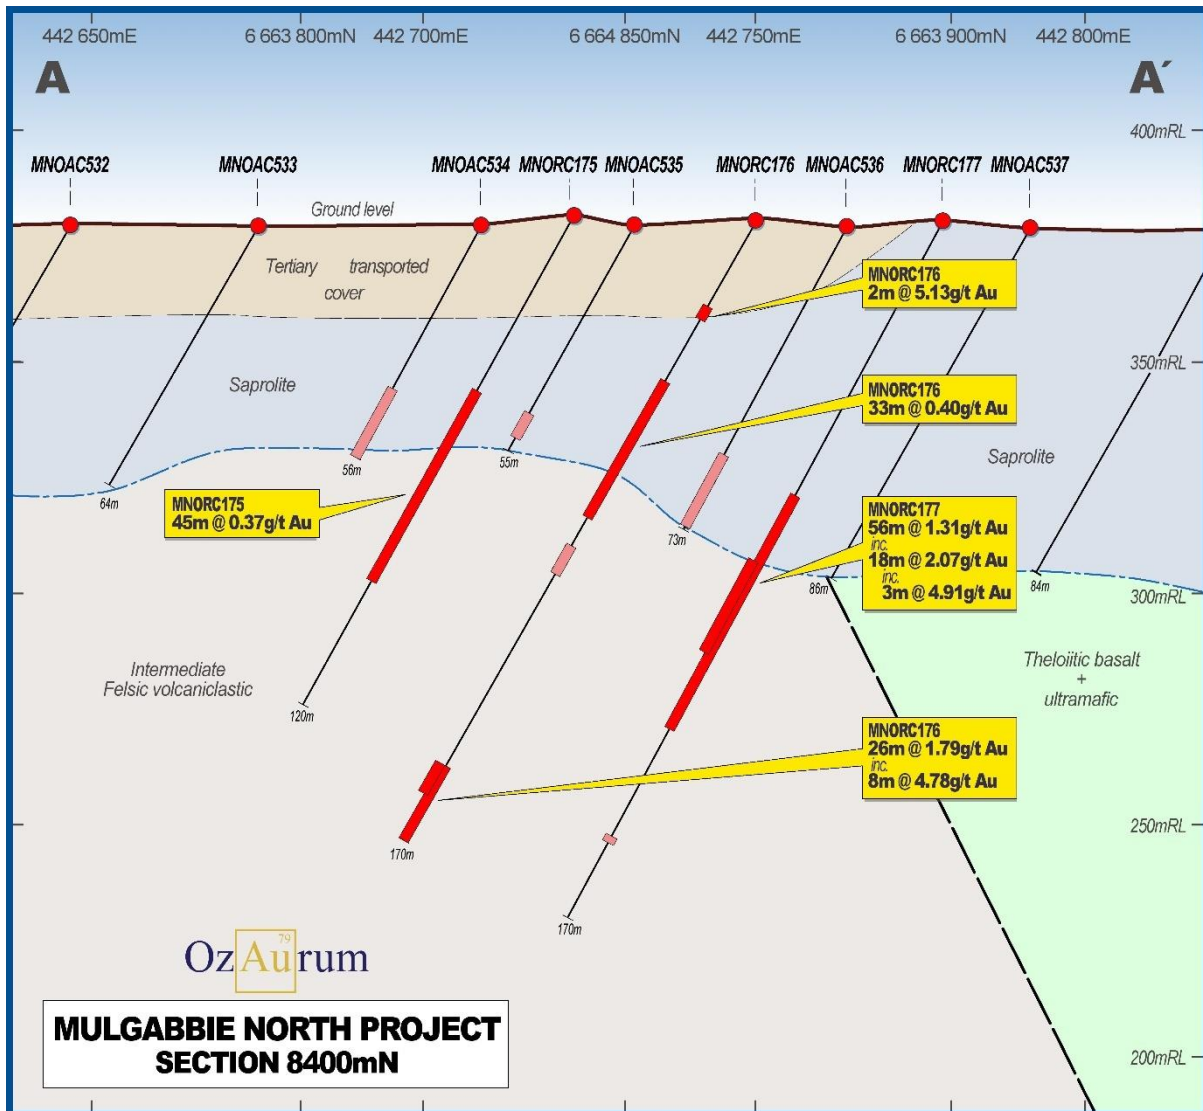 442 650mE 6 663 800mN 442 700mE 6 664 850mN 442 750mE 6 663 900mN 442 800mE
A A´
400mRL
MNOAC532 MNOAC533 MNOAC534 MNORC175 MNOAC535 MNORC176 MNOAC536 MNORC177 MNOAC537
Ground level
Tertiary transported
cover
MNORC176
2m @ 5.13g/t Au
350mRL
Saprolite
MNORC176
33m @ 0.40g/t Au
Saprolite
56m
55m
64m
MNORC175
45m @ 0.37g/t Au
73m
MNORC177
56m @ 1.31g/t Au
inc.
18m @ 2.07g/t Au
inc.
3m @ 4.91g/t Au
86m
84m
300mRL
Intermediate
Felsic volcaniclastic
Theloiitic basalt
+
ultramafic
120m
MNORC176
26m @ 1.79g/t Au
inc.
8m @ 4.78g/t Au
250mRL
170m
170m
79
OzAurum
MULGABBIE NORTH PROJECT
SECTION 8400mN
200mRL